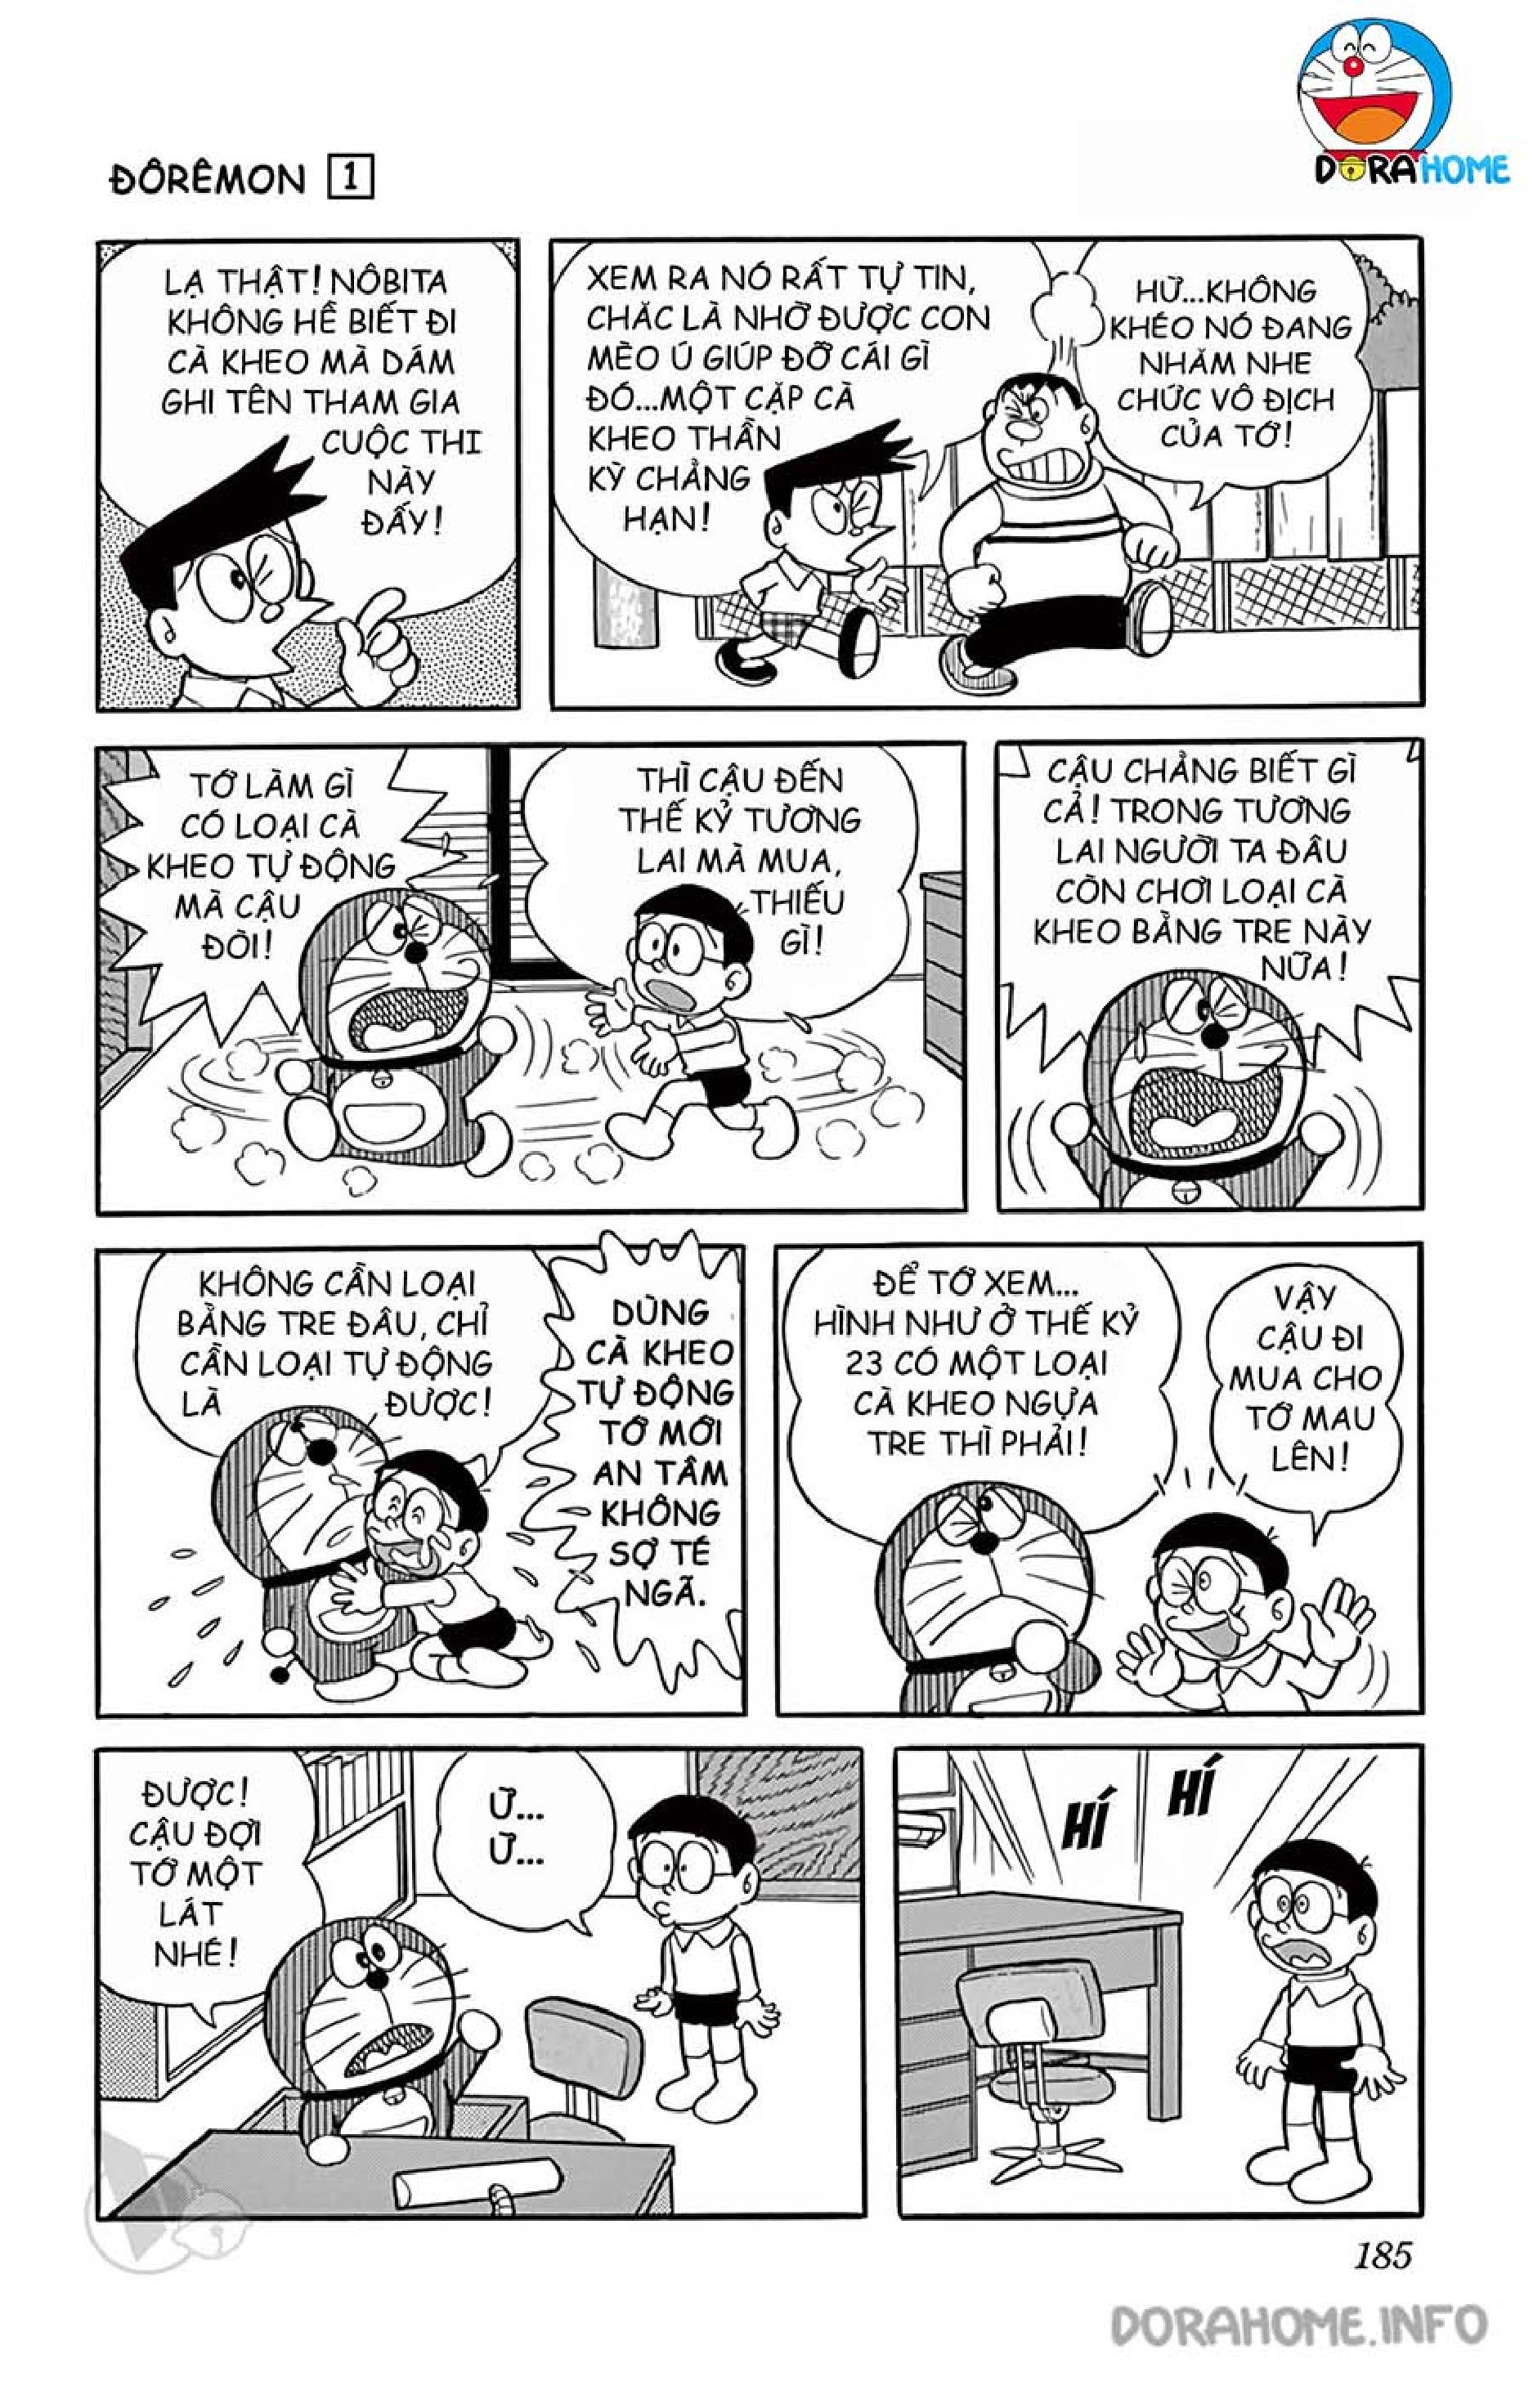 DORAHOME
ĐÔRÊMON 1
LẠ THẬT! NÔBITA
KHÔNG HỀ BIẾT ĐI
CÀ KHEO MÀ DÁM
GHI TÊN THAM GIA
CUỘC THI
NÀY
ĐẤY!
XEM RA NÓ RẤT TỰ TIN,
CHẮC LÀ NHỜ ĐƯỢC CON
MÈO Ú GIÚP ĐỠ CÁI GÌ
ĐÓ...MỘT CẶP CÀ
KHEO THẦN
KỲ CHẲNG
HẠN!
HỪ...KHÔNG
KHÉO NÓ ĐANG
NHĂM NHE
CHỨC VÔ ĐỊCH
CỦA TỚ!
TỚ LÀM GÌ
CÓ LOẠI CÀ
KHEO TỰ ĐỘNG
MÀ CẬU
ĐÒI!
THÌ CẬU ĐẾN
THẾ KỶ TƯƠNG
LAI MÀ MUA,
THIẾU
GÌ!
CẬU CHẲNG BIẾT GÌ
CẢ! TRONG TƯƠNG
LAI NGƯỜI TA ĐÂU
CÒN CHƠI LOẠI CÀ
KHEO BẰNG TRE NÀY
NỮA!
KHÔNG CẦN LOẠI
BẰNG TRE ĐÂU, CHỈ
CẦN LOẠI TỰ ĐỘNG
LÀ ĐƯỢC!
DÙNG
CÀ KHEO
TỰ ĐỘNG
TỚ MỚI
AN TÂM
KHÔNG
SỢ TÉ
NGÃ.
ĐỂ TỚ XEM...
HÌNH NHƯ Ở THẾ KỶ
23 CÓ MỘT LOẠI
CÀ KHEO NGỰA
TRE THÌ PHẢI!
VẬY
CẬU ĐI
MUA CHO
TỚ MAU
LÊN!
ĐƯỢC!
CẬU ĐỢI
TỚ MỘT
LÁT
NHÉ!
Ừ...
Ừ...
HÍ
HÍ
185
DORAHOME.INFO